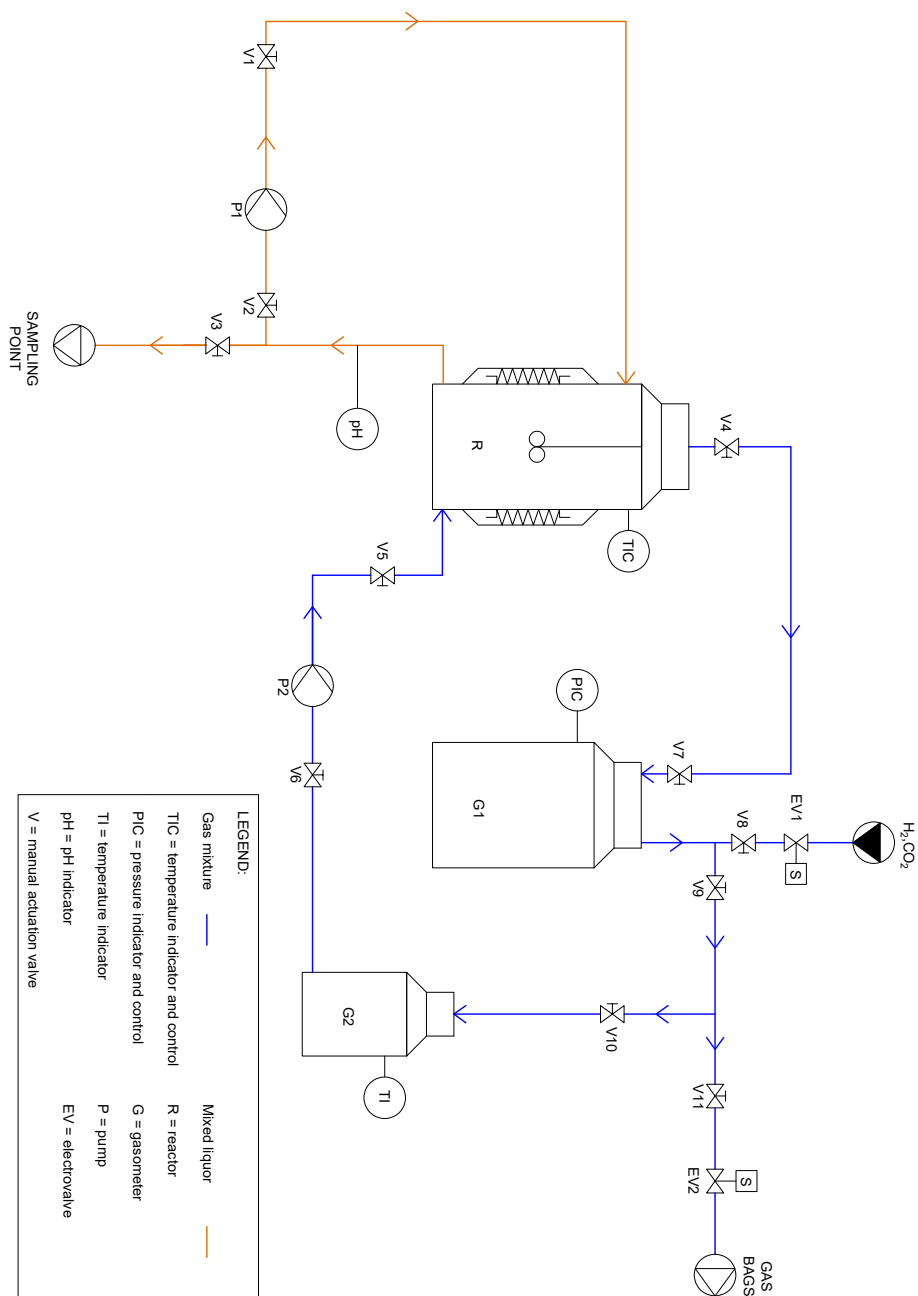 H₂,CO₂
EV1
S
GAS
BAGS
V8
S
V4
V7
V9
V11
EV2
TIC
V10
PIC
R
G1
V5
TI
pH
G2
V6
P2
V1
V2
P1
V3
SAMPLING
POINT
LEGEND:
Gas mixture
Mixed liquor
TIC = temperature indicator and control
R = reactor
PIC = pressure indicator and control
G = gasometer
TI = temperature indicator
P = pump
pH = pH indicator
EV = electrovalve
V = manual actuation valve